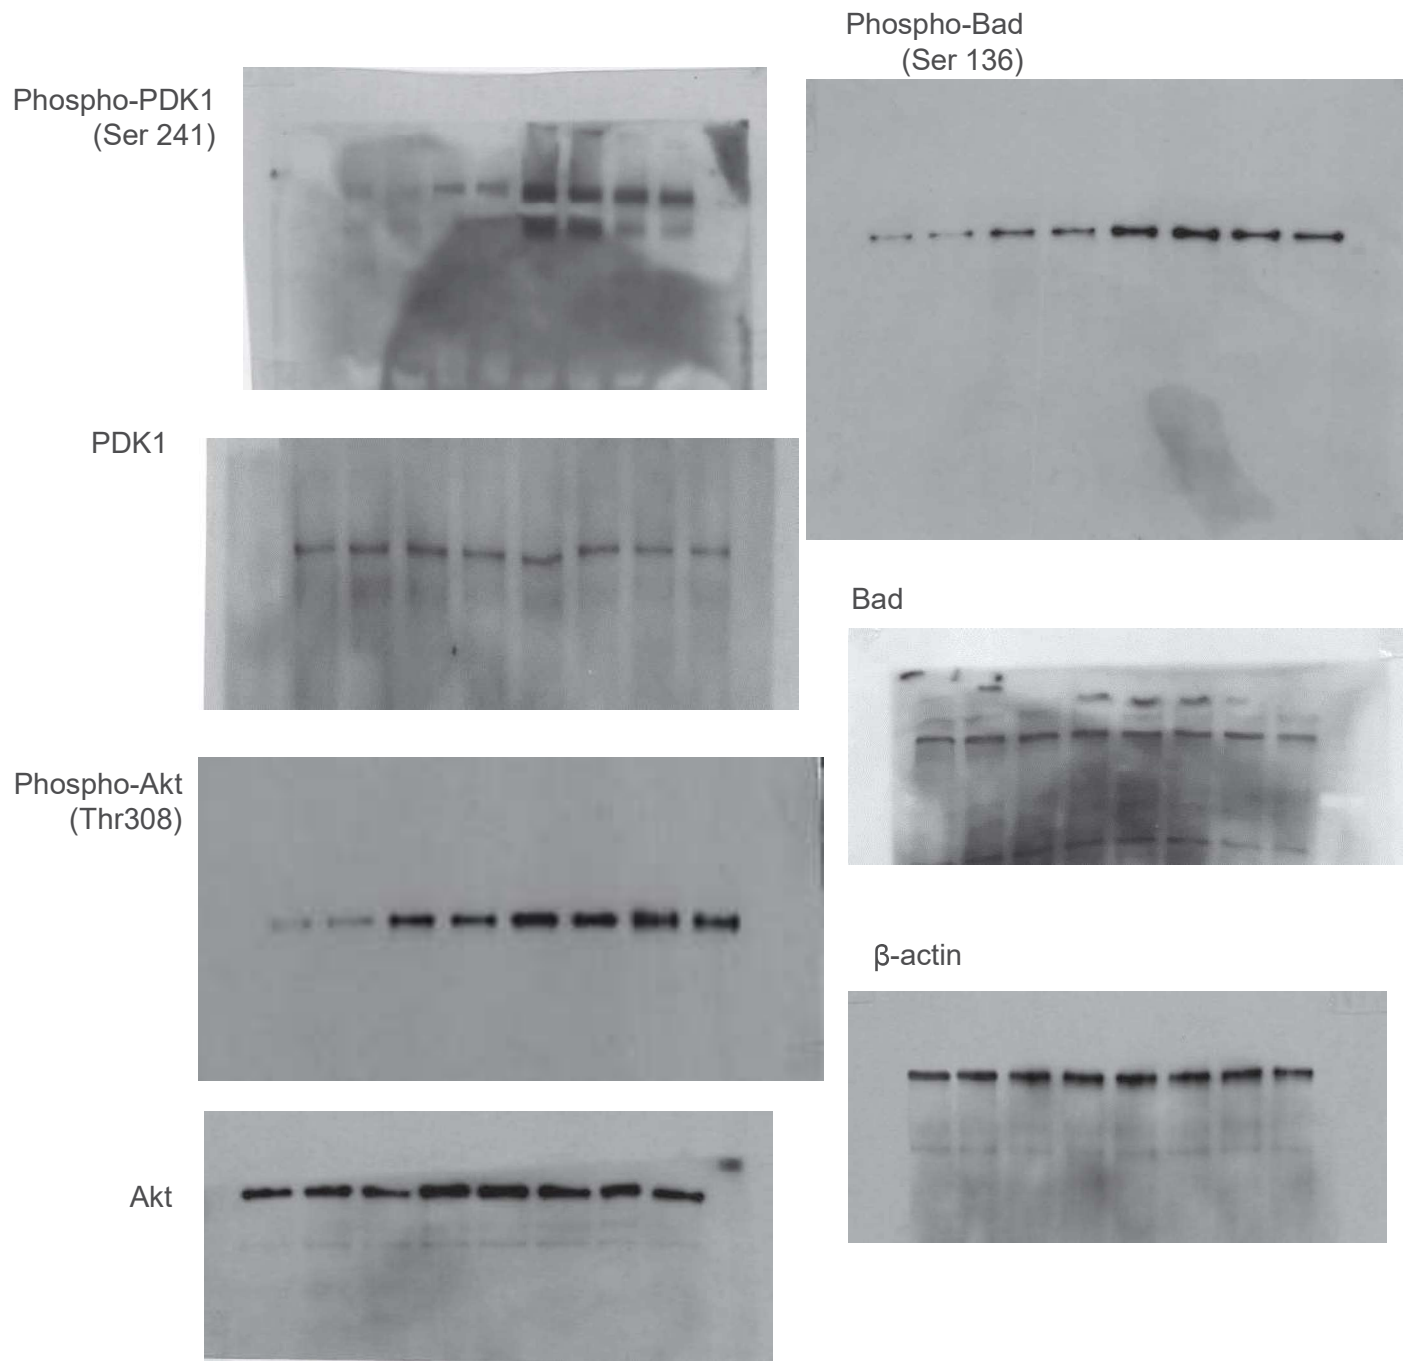 Phospho-PDK1
(Ser 241)
PDK1
Phospho-Akt
(Thr308)
Akt
Phospho-Bad
(Ser 136)
Bad
β-actin